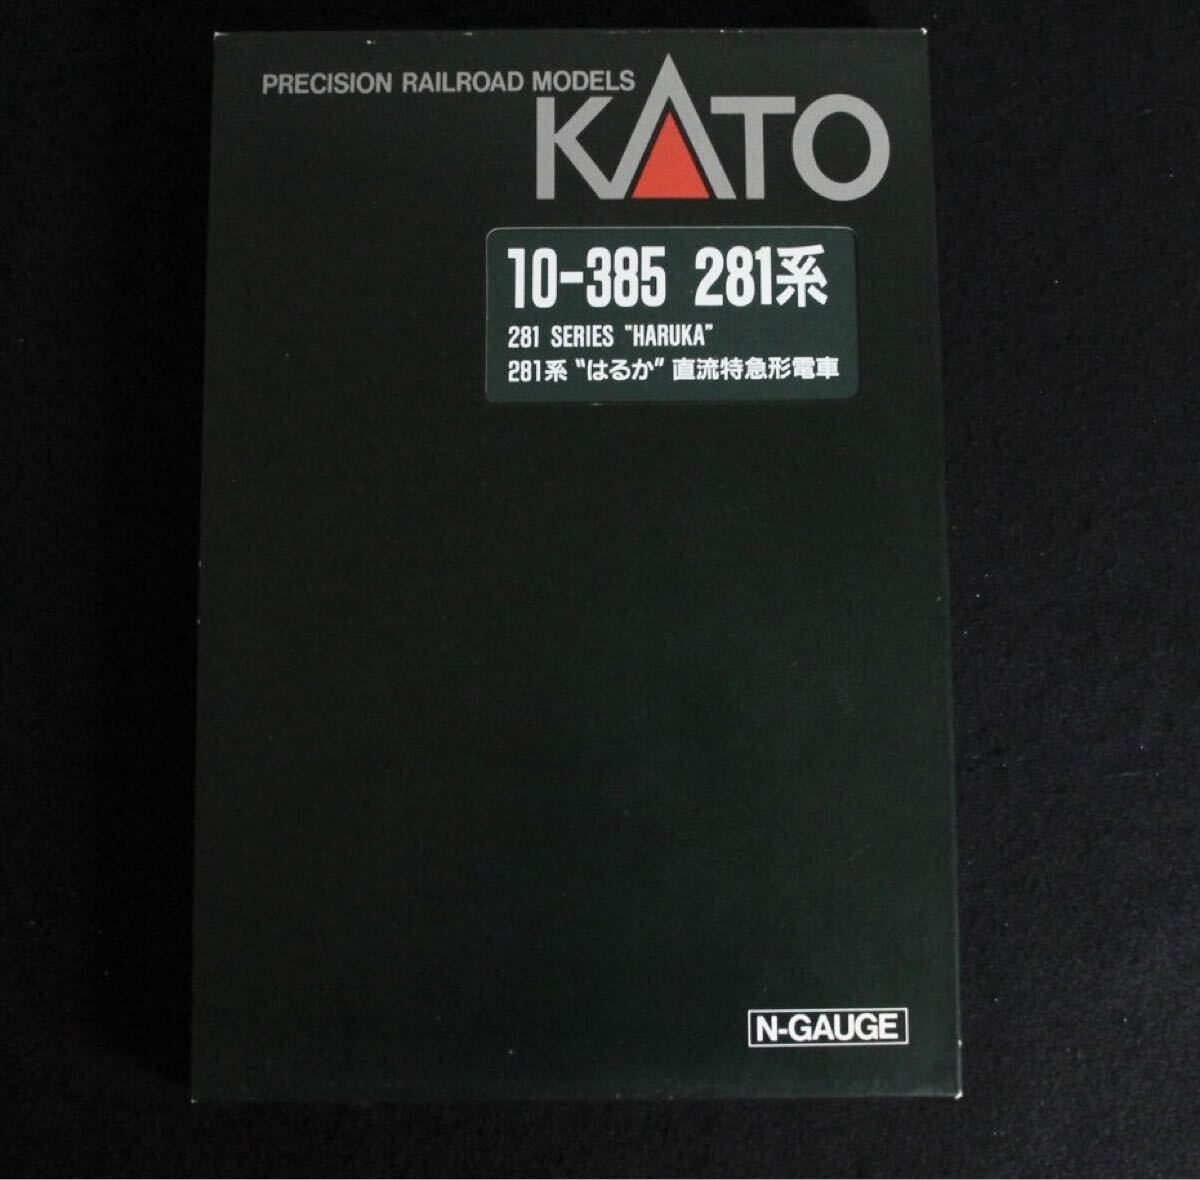 PRECISION RAILROAD MODELS
KATO
10-385 281系
281 SERIES "HARUKA"
281系 〝はるか〞 直流特急形電車
N-GAUGE